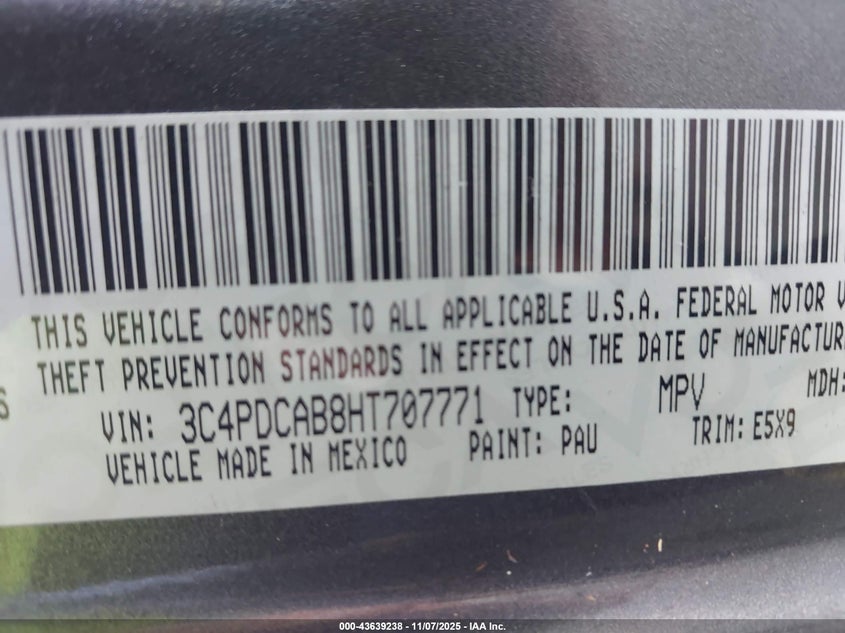 THIS VEHICLE CONFORMS TO ALL APPLICABLE U.S.A. FEDERAL MOTOR V
THEFT PREVENTION STANDARDS IN EFFECT ON THE DATE OF MANUFACTUR
S
VIN: 3C4PDCAB8HT707771 TYPE: MPV MDH:
VEHICLE MADE IN MEXICO PAINT: PAU TRIM: E5X9
000-43639238 - 11/07/2025 - IAA Inc.